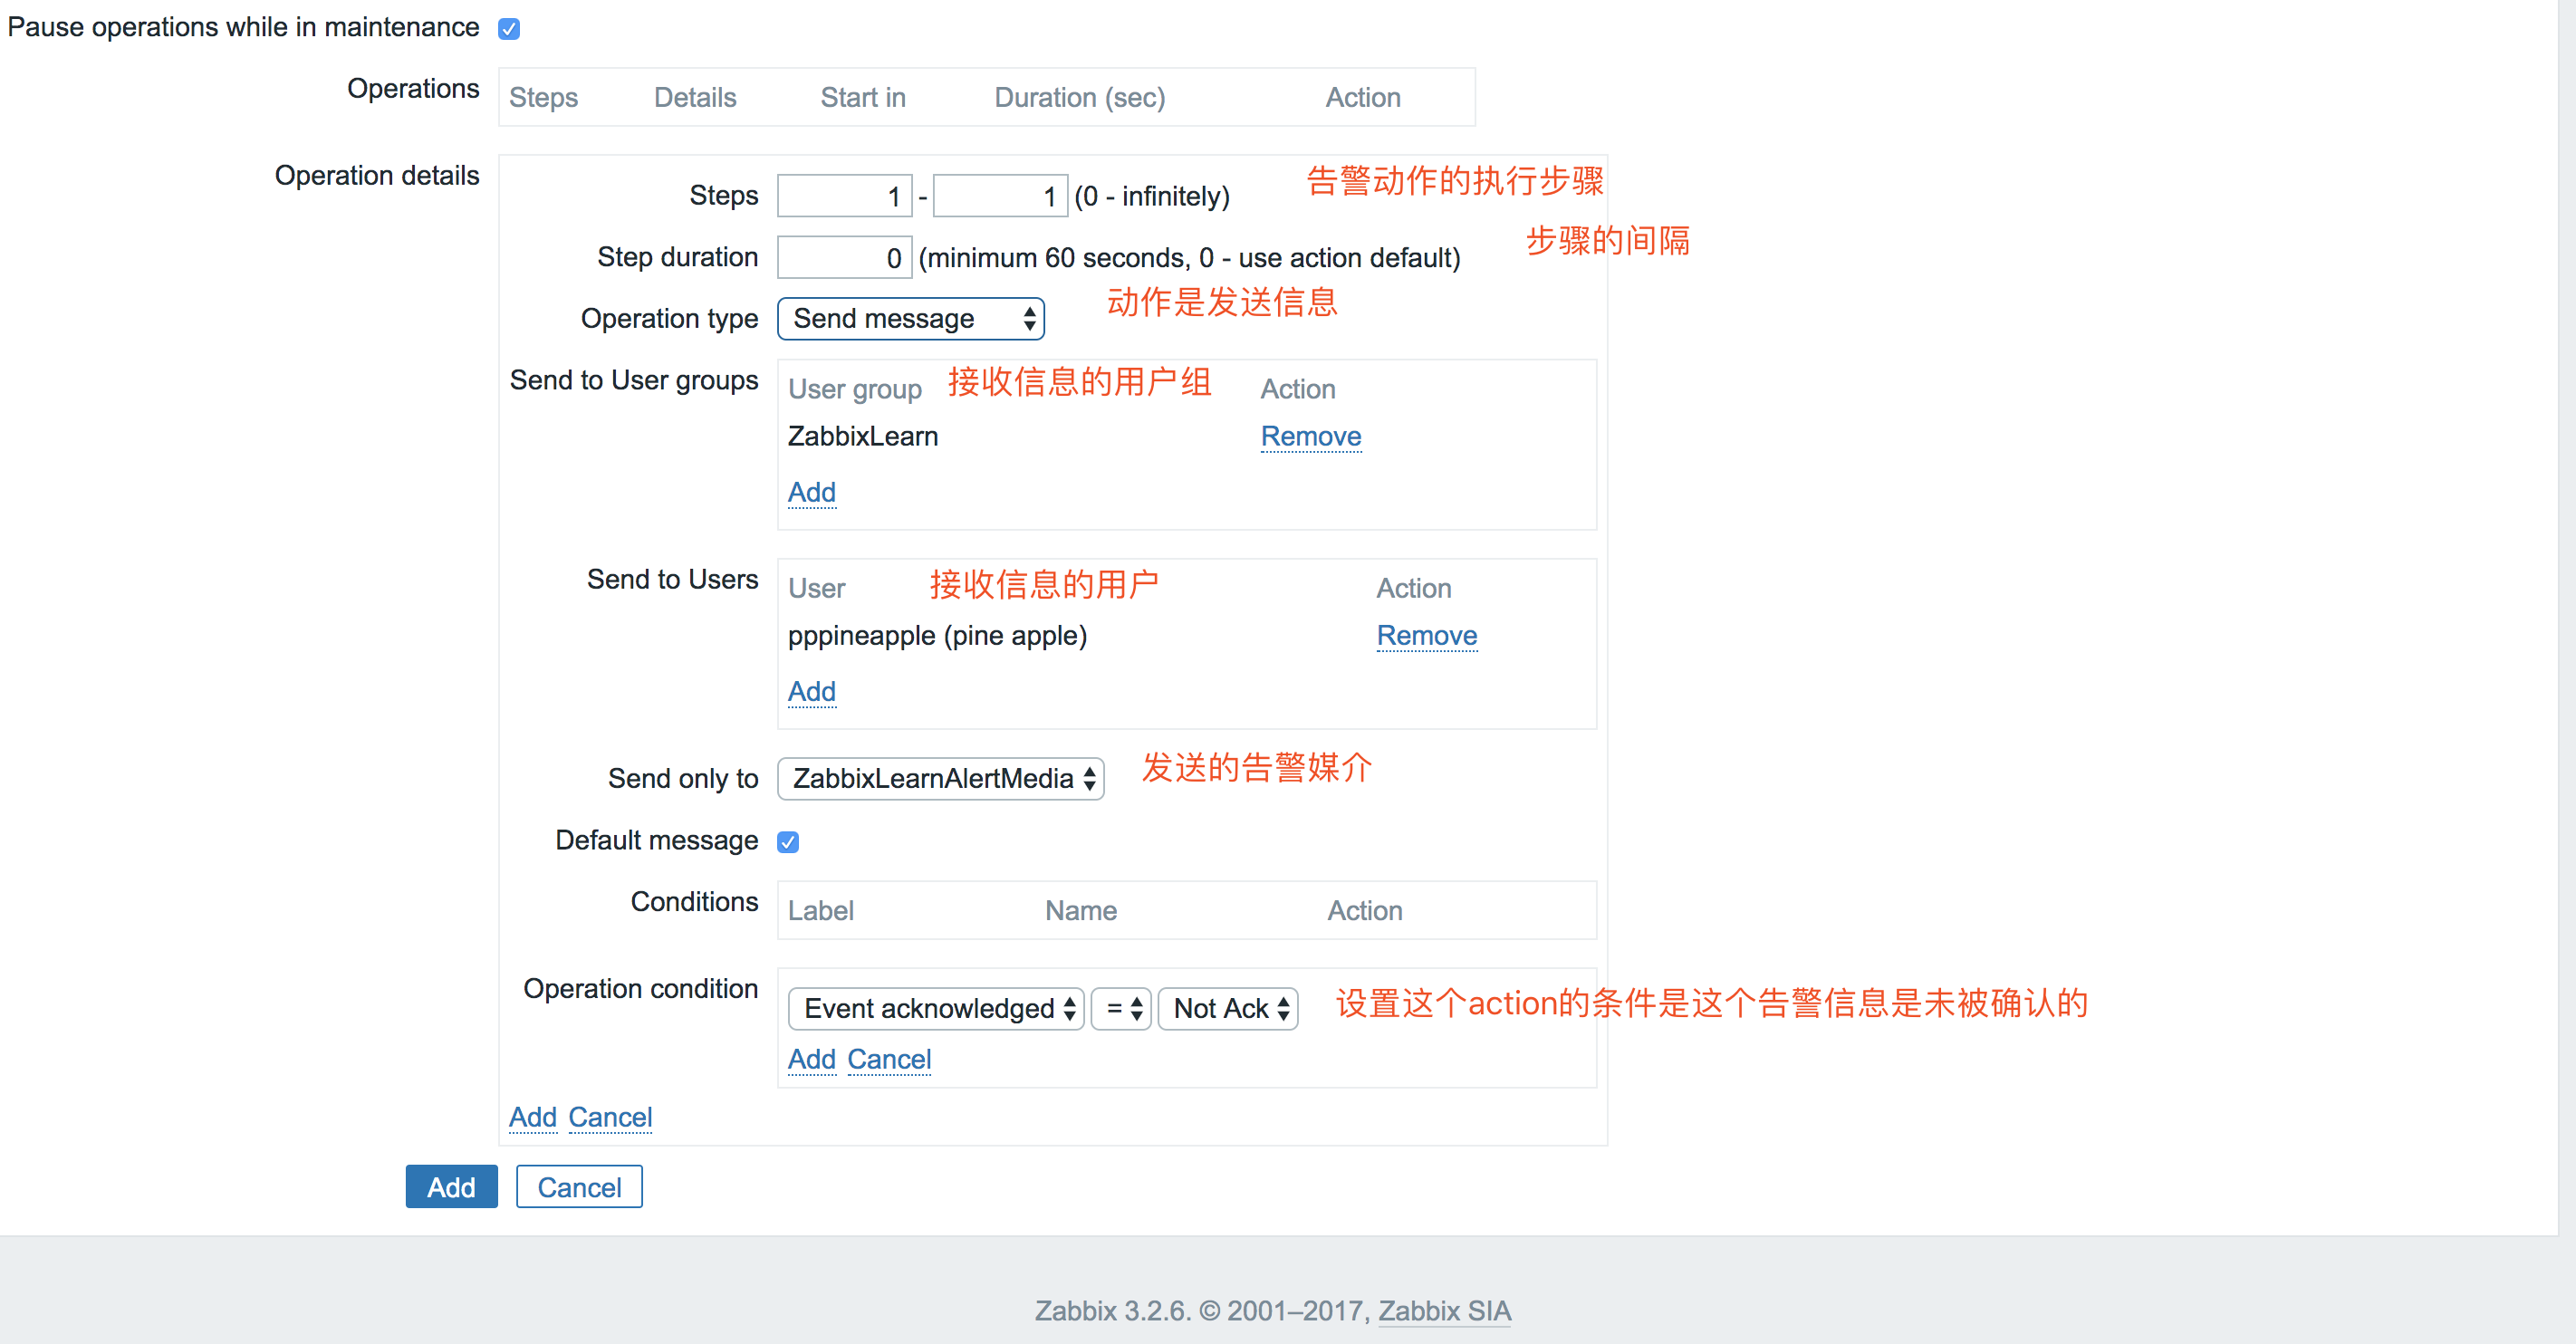 Pause operations while in maintenance
Operations Steps Details Start in Duration (sec) Action
Operation details
Steps 1 - 1 (0 - infinitely) 告警动作的执行步骤
Step duration 0 (minimum 60 seconds, 0 - use action default) 步骤的间隔
Operation type Send message 动作是发送信息
Send to User groups User group 接收信息的用户组 Action
ZabbixLearn Remove
Add
Send to Users User 接收信息的用户 Action
pppineapple (pine apple) Remove
Add
Send only to ZabbixLearnAlertMedia 发送的告警媒介
Default message
Conditions Label Name Action
Operation condition Event acknowledged = Not Ack 设置这个action的条件是这个告警信息是未被确认的
Add Cancel
Add Cancel
Add Cancel
Zabbix 3.2.6. © 2001–2017, Zabbix SIA